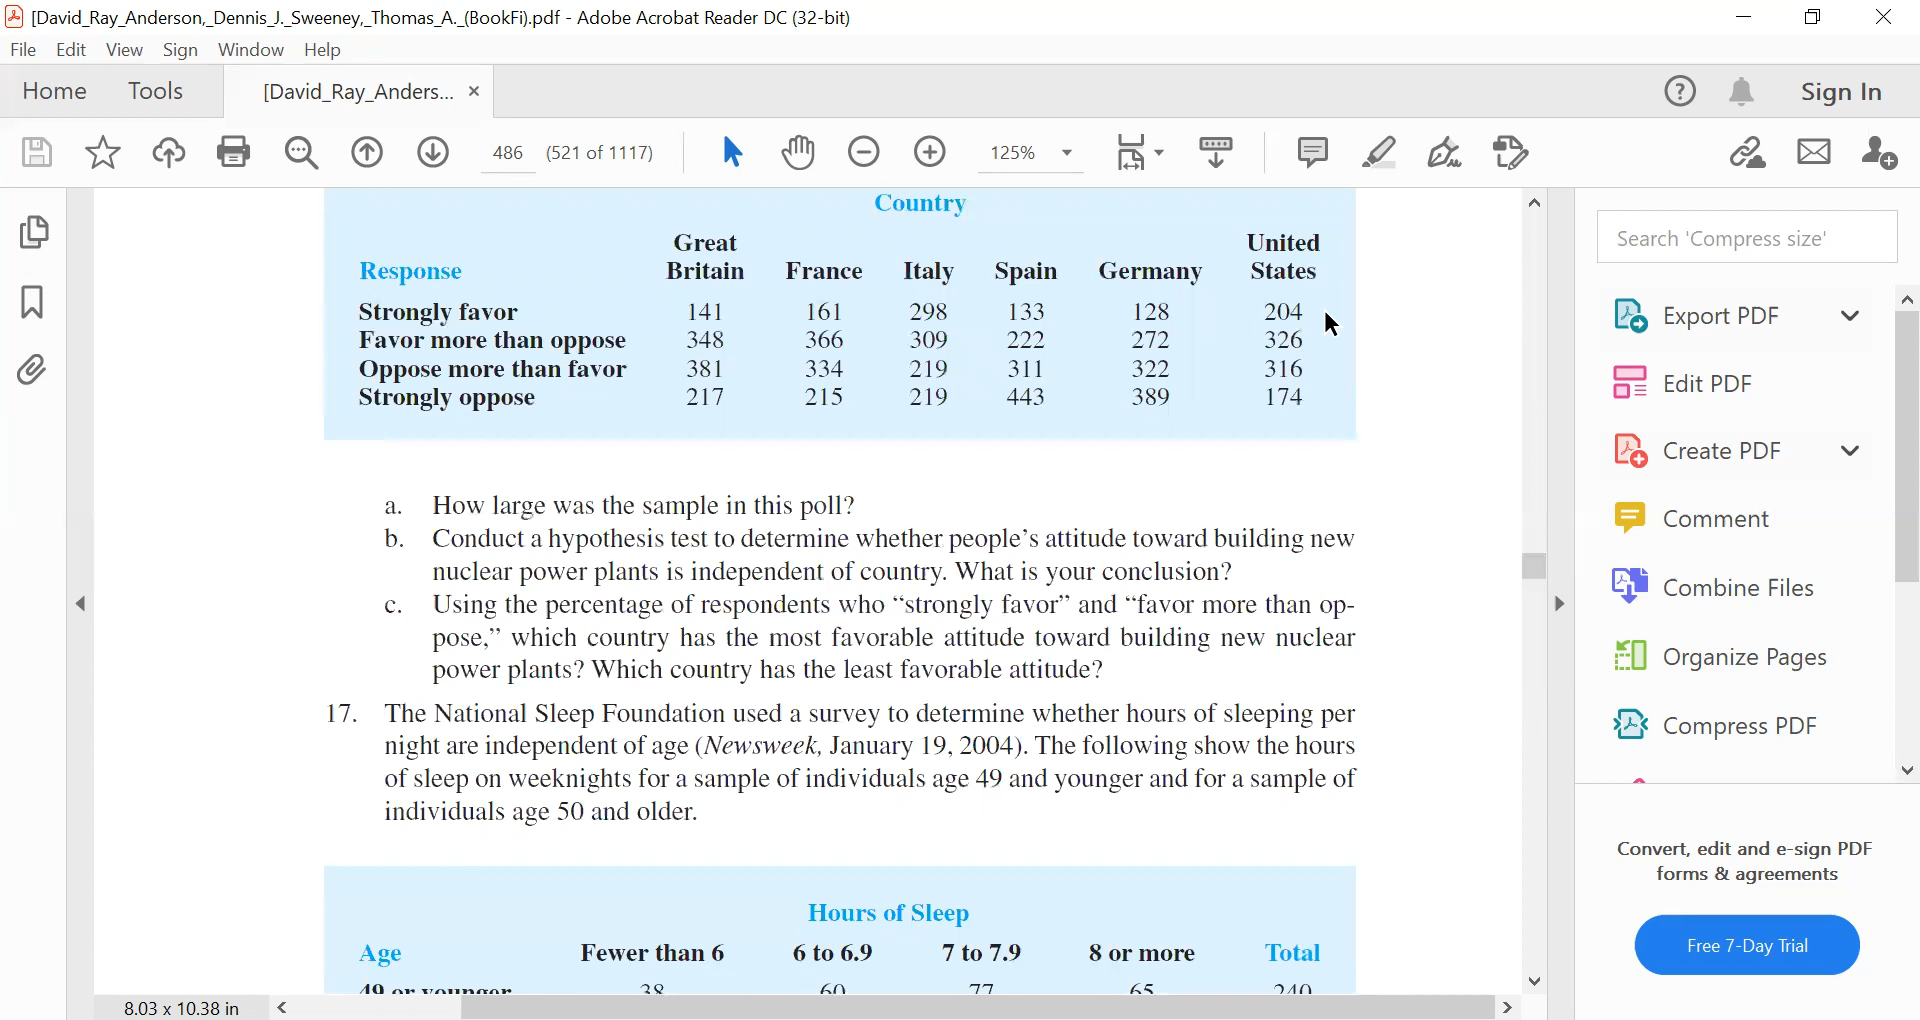 [David_Ray_Anderson,_Dennis_J._Sweeney,_Thomas_A._(BookFi).pdf - Adobe Acrobat Reader DC (32-bit)
File Edit View Sign Window Help
Home Tools [David_Ray_Anders... × Sign In
486 (521 of 1117) 125%
Country
Great United
Response Britain France Italy Spain Germany States
Strongly favor 141 161 298 133 128 204
Favor more than oppose 348 366 309 222 272 326
Oppose more than favor 381 334 219 311 322 316
Strongly oppose 217 215 219 443 389 174
a. How large was the sample in this poll?
b. Conduct a hypothesis test to determine whether people’s attitude toward building new
nuclear power plants is independent of country. What is your conclusion?
c. Using the percentage of respondents who “strongly favor” and “favor more than op-
pose,” which country has the most favorable attitude toward building new nuclear
power plants? Which country has the least favorable attitude?
17. The National Sleep Foundation used a survey to determine whether hours of sleeping per
night are independent of age (Newsweek, January 19, 2004). The following show the hours
of sleep on weeknights for a sample of individuals age 49 and younger and for a sample of
individuals age 50 and older.
Hours of Sleep
Age Fewer than 6 6 to 6.9 7 to 7.9 8 or more Total
49 or younger 38 60 77 65 240
8.03 x 10.38 in
Search 'Compress size'
Export PDF
Edit PDF
Create PDF
Comment
Combine Files
Organize Pages
Compress PDF
Convert, edit and e-sign PDF
forms & agreements
Free 7-Day Trial